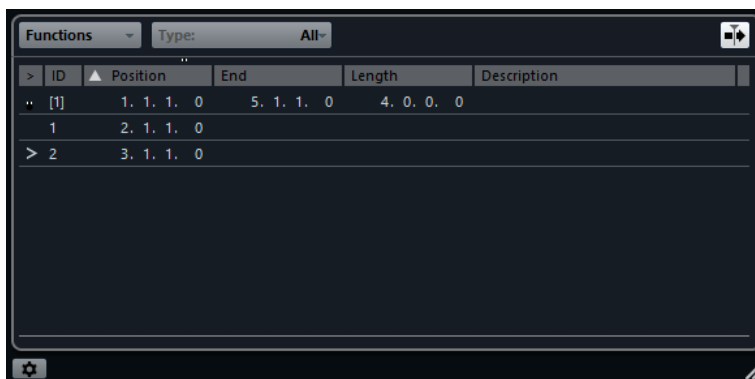 Functions Type: All
> ID Position End Length Description
[1] 1. 1. 1. 0 5. 1. 1. 0 4. 0. 0. 0
1 2. 1. 1. 0
> 2 3. 1. 1. 0